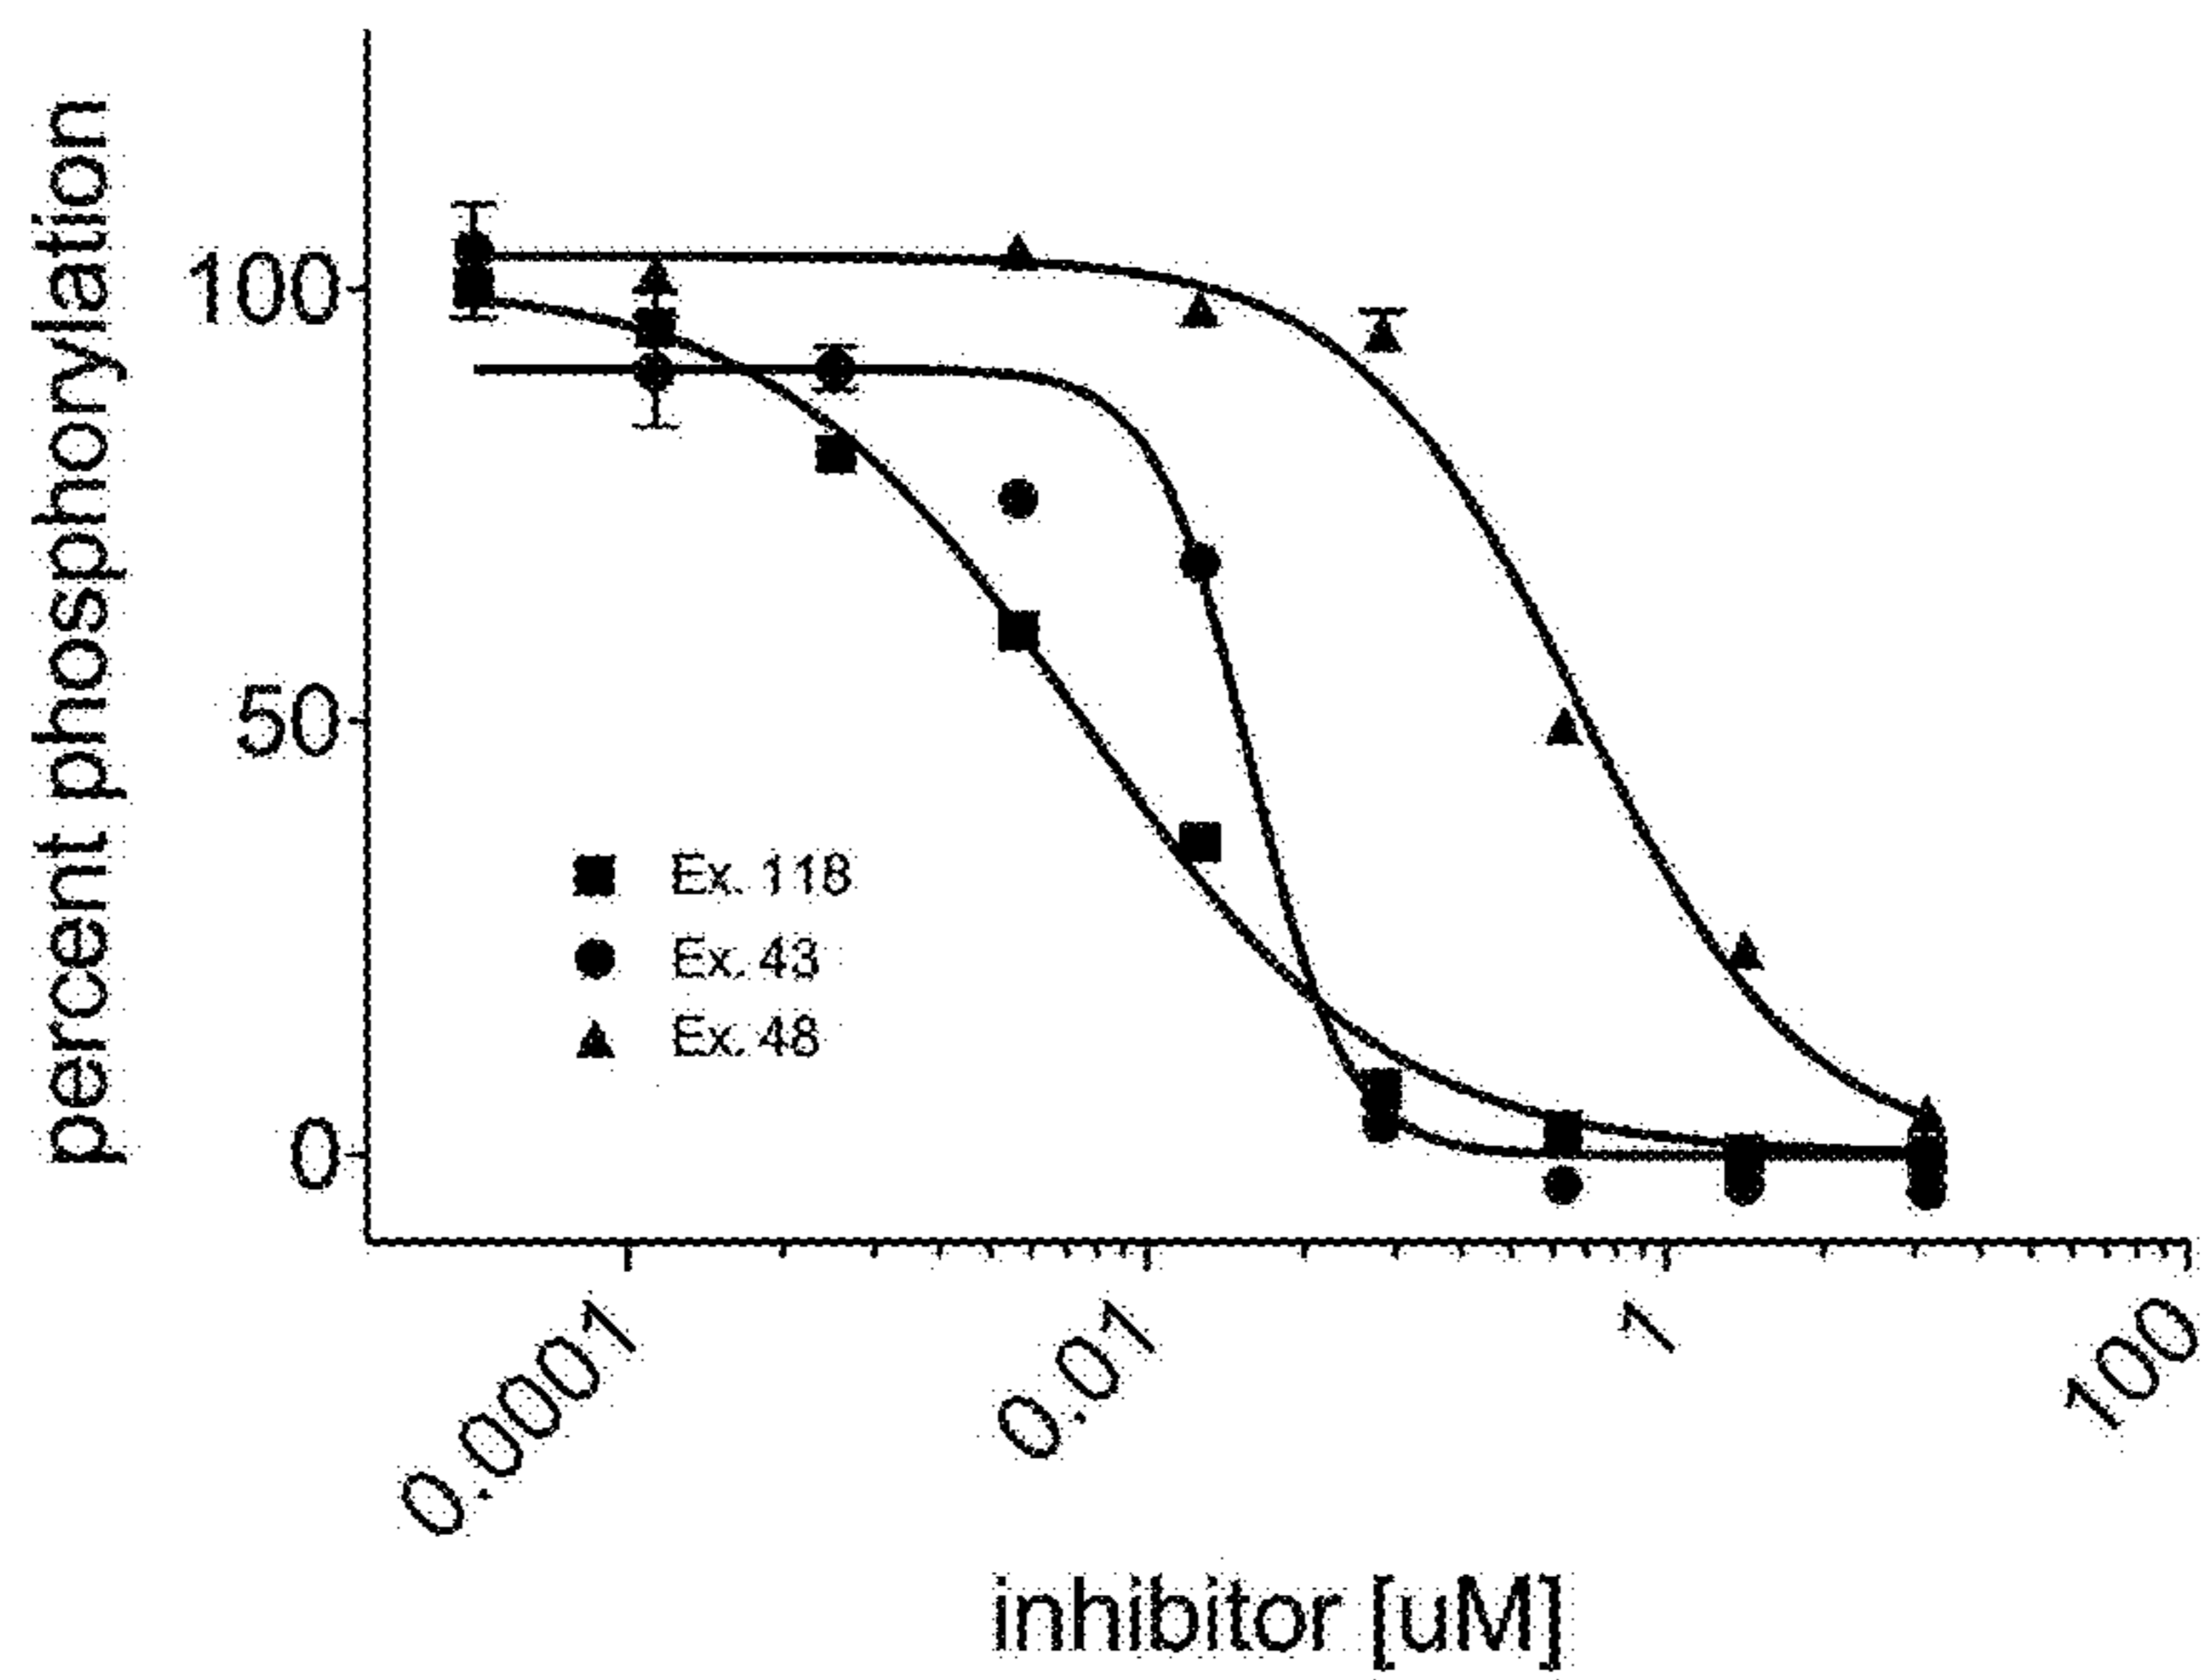 percent phosphorylation
100
50
0
Ex. 118
Ex. 43
Ex. 48
0.0001
0.01
1
100
inhibitor [uM]